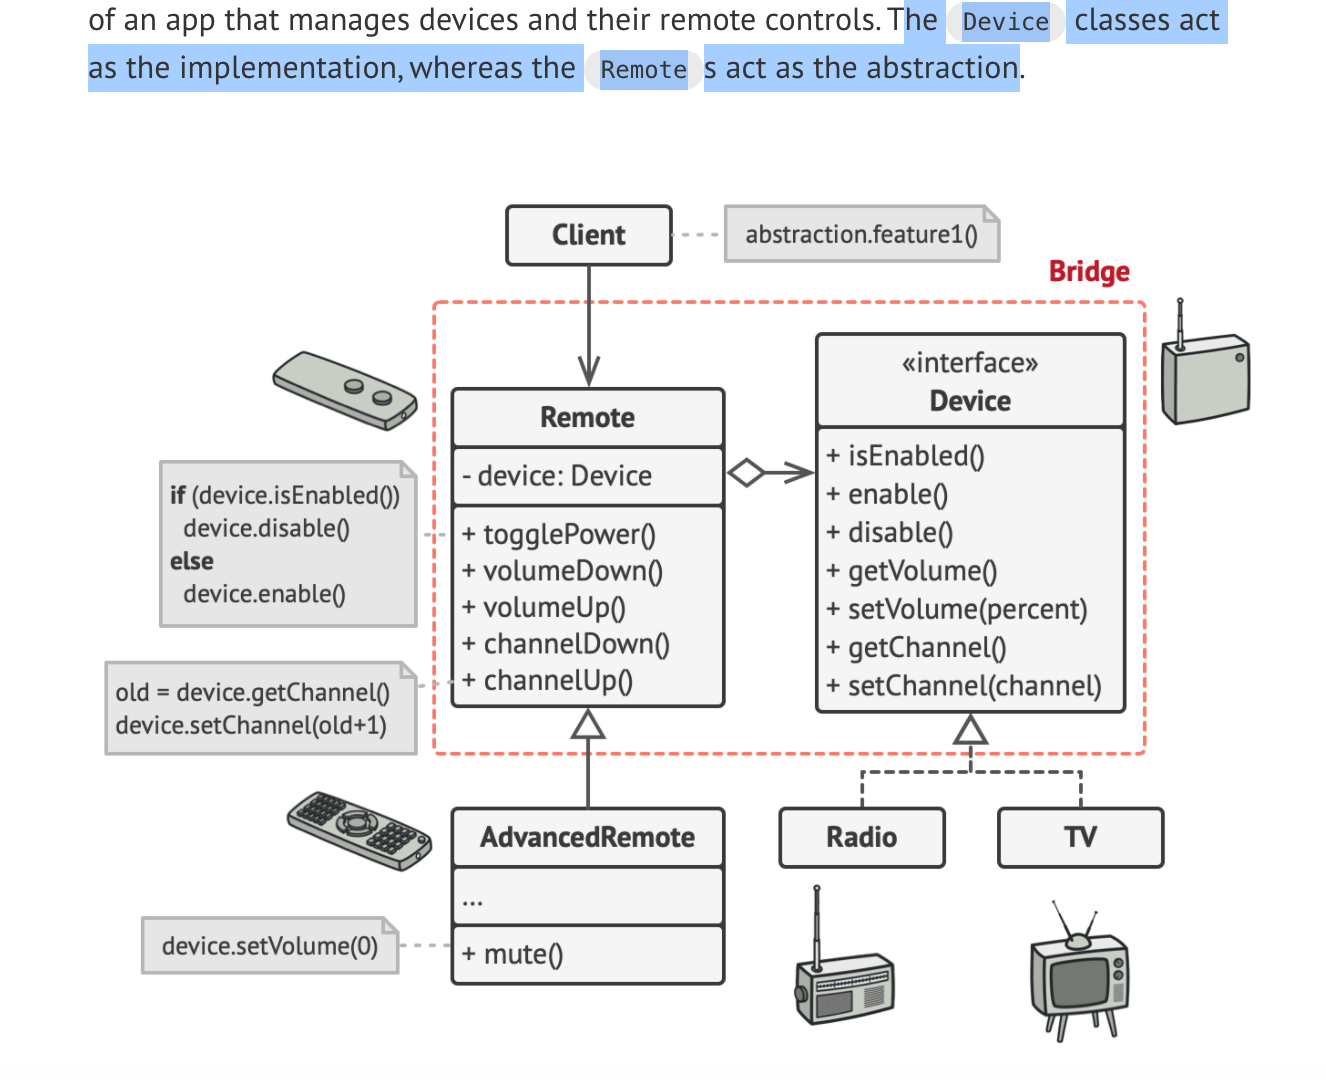 of an app that manages devices and their remote controls. The Device classes act
as the implementation, whereas the Remote s act as the abstraction.
Client
abstraction.feature1()
Bridge
«interface»
Device
+ isEnabled()
+ enable()
+ disable()
+ getVolume()
+ setVolume(percent)
+ getChannel()
+ setChannel(channel)
Remote
- device: Device
+ togglePower()
+ volumeDown()
+ volumeUp()
+ channelDown()
+ channelUp()
if (device.isEnabled())
device.disable()
else
device.enable()
old = device.getChannel()
device.setChannel(old+1)
AdvancedRemote
...
+ mute()
device.setVolume(0)
Radio
TV